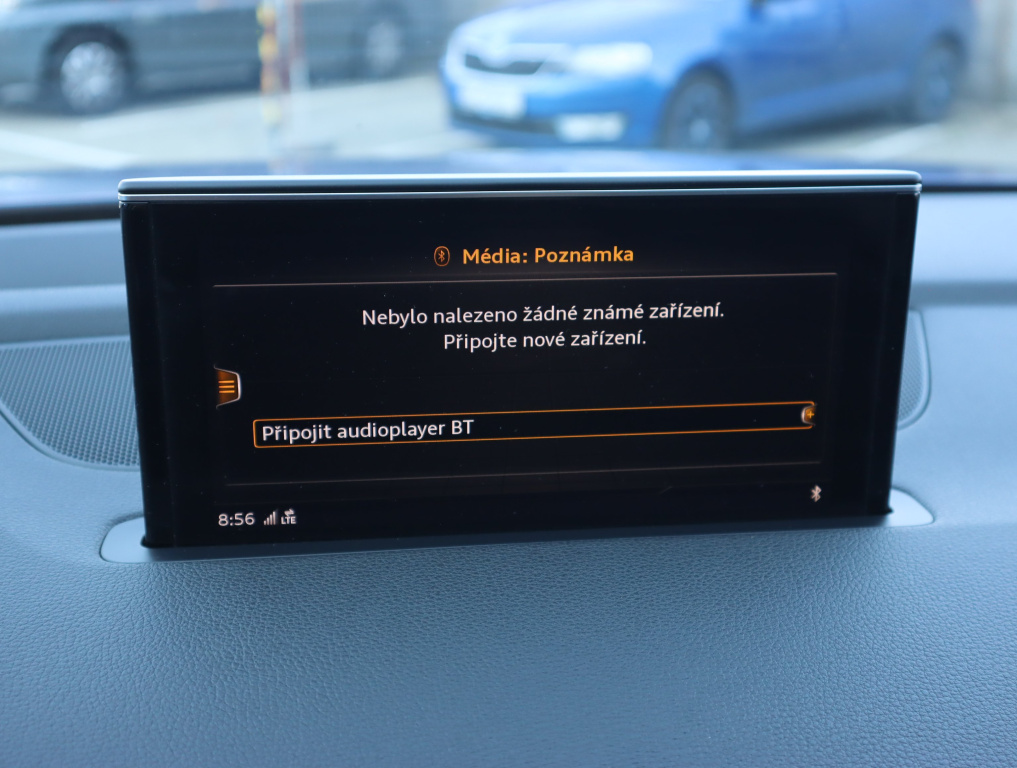 Média: Poznámka
Nebylo nalezeno žádné známé zařízení.
Připojte nové zařízení.
Připojit audioplayer BT
8:56 LTE